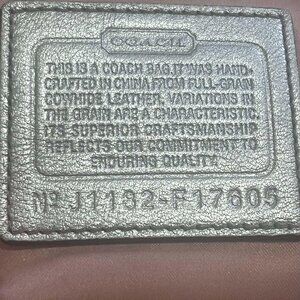 COACH
THIS IS A COACH BAG. IT WAS HAND-
CRAFTED IN CHINA FROM FULL-GRAIN
COWHIDE LEATHER. VARIATIONS IN
THE GRAIN ARE A CHARACTERISTIC.
ITS SUPERIOR CRAFTSMANSHIP
REFLECTS OUR COMMITMENT TO
ENDURING QUALITY.
Nº J1132-F17605